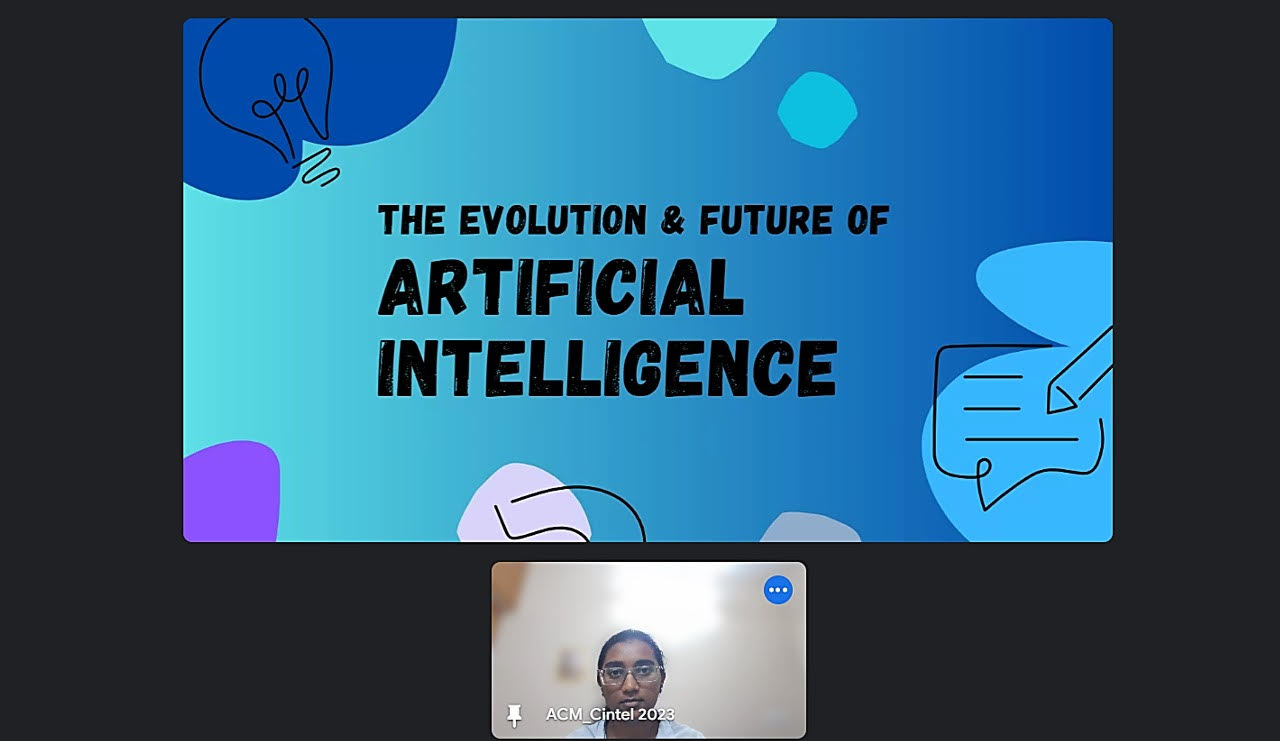 THE EVOLUTION & FUTURE OF
ARTIFICIAL
INTELLIGENCE
ACM_Cintel 2023